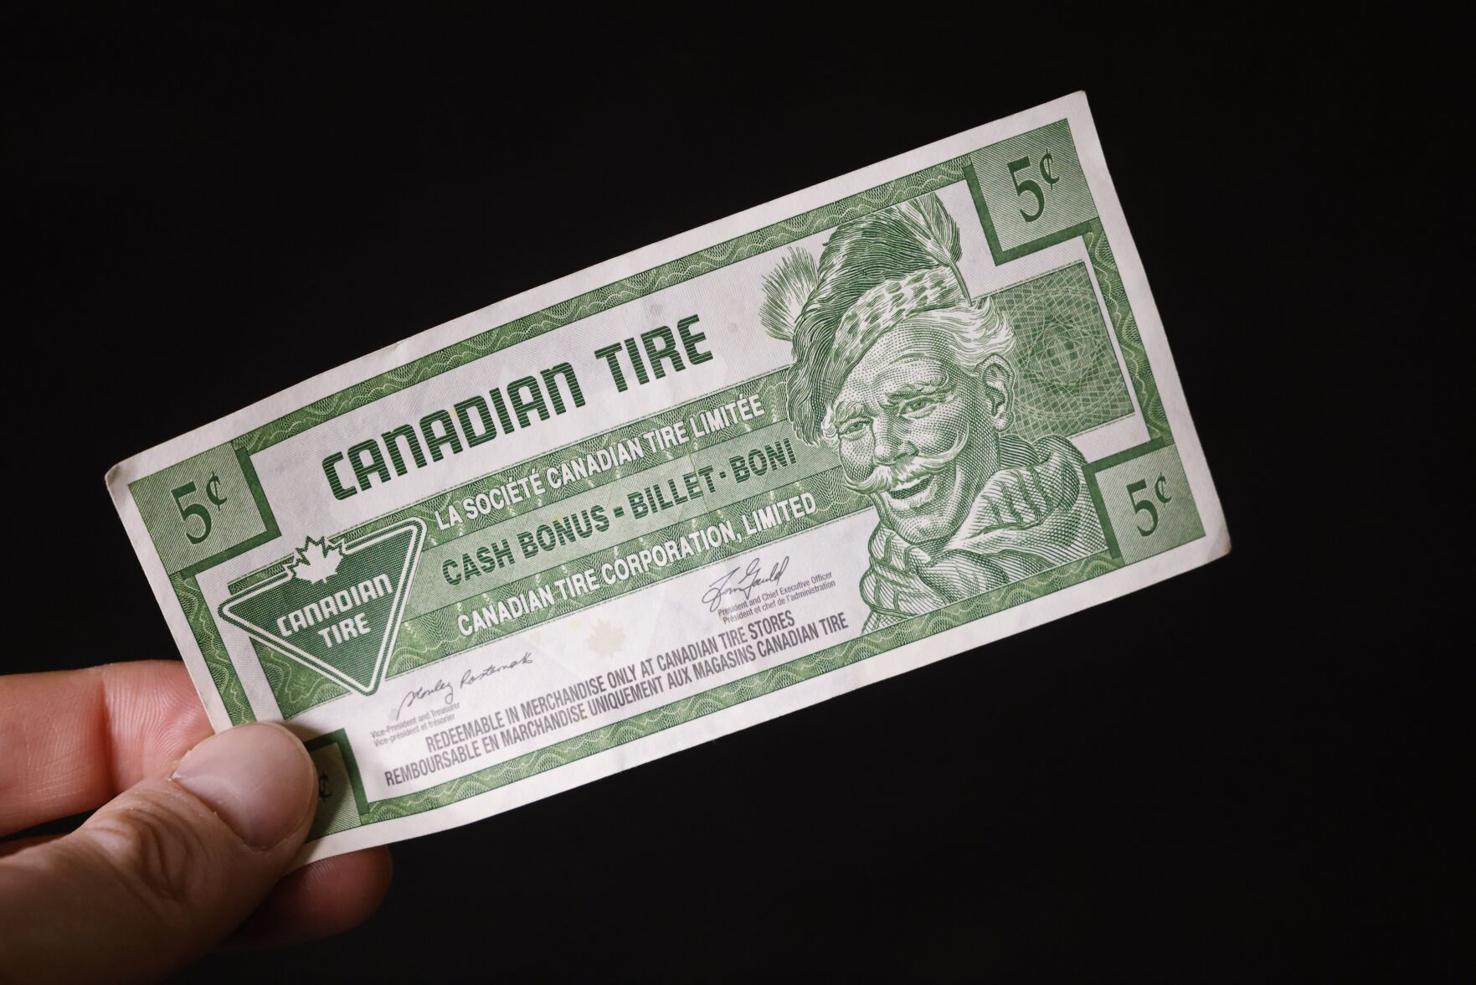 5¢
CANADIAN TIRE
LA SOCIÉTÉ CANADIAN TIRE LIMITÉE
CASH BONUS - BILLET - BONI
CANADIAN TIRE CORPORATION, LIMITED
5¢
CANADIAN
TIRE
5¢
President and Chief Executive Officer
Président et chef de l'administration
Vice-President and Treasurer
Vice-président et trésorier
REDEEMABLE IN MERCHANDISE ONLY AT CANADIAN TIRE STORES
REMBOURSABLE EN MARCHANDISE UNIQUEMENT AUX MAGASINS CANADIAN TIRE
¢